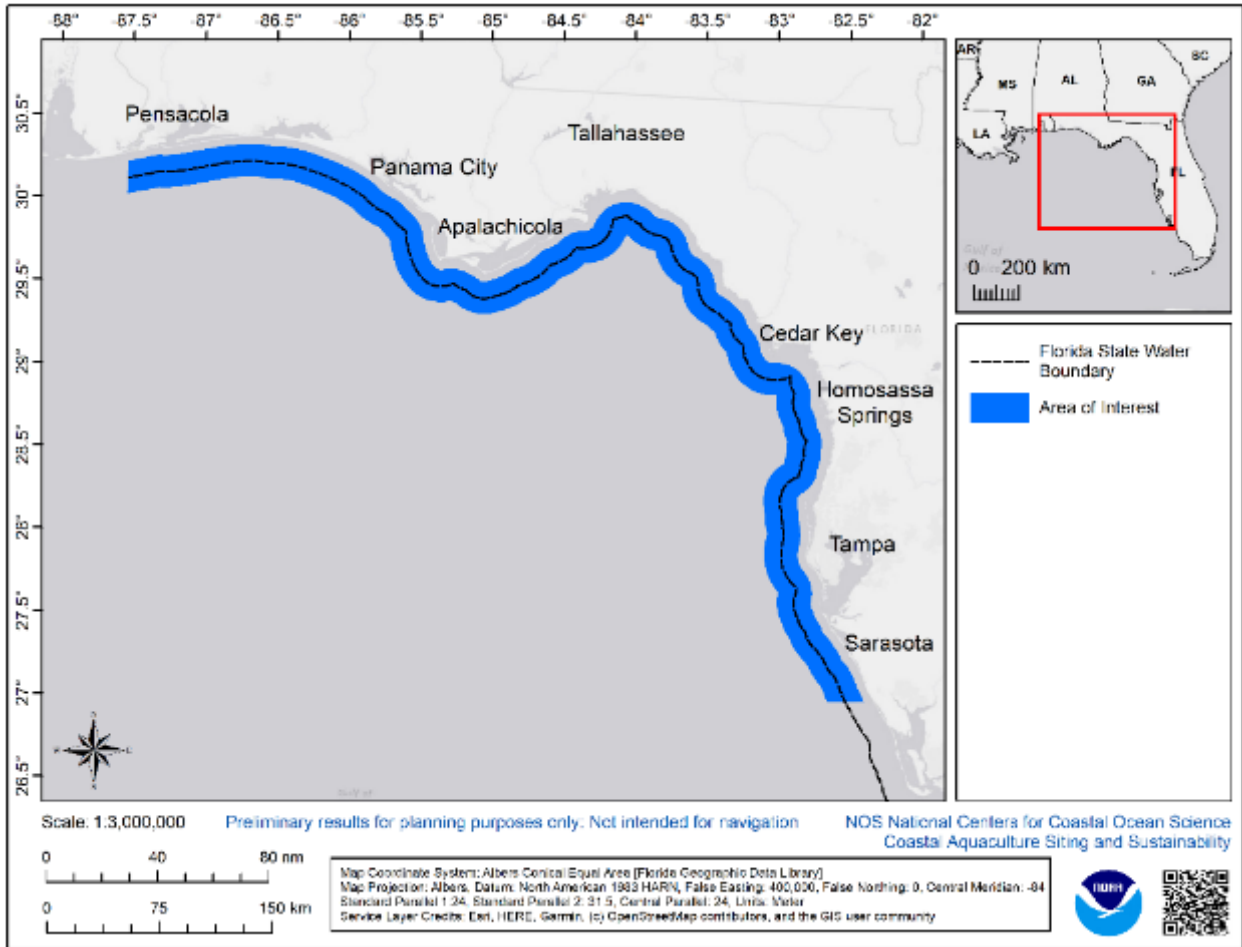 -88° -87.5° -87° -86.5° -86° -85.5° -85° -84.5° -84° -83.5° -83° -82.5° -82°
30.5°
30°
29.5°
29°
28.5°
28°
27.5°
27°
26.5°
Pensacola
Tallahassee
Panama City
Apalachicola
Cedar Key
FLORIDA
Homosassa
Springs
Tampa
Sarasota
Gulf of
AR
MS
AL
GA
SC
LA
FL
Gulf of
0 200 km
Florida State Water
Boundary
Area of Interest
Scale: 1:3,000,000
Preliminary results for planning purposes only. Not intended for navigation
NOS National Centers for Coastal Ocean Science
Coastal Aquaculture Siting and Sustainability
0 40 80 nm
0 75 150 km
Map Coordinate System: Albers Conical Equal Area [Florida Geographic Data Library]
Map Projection: Albers, Datum: North American 1983 HARN, False Easting: 400,000, False Northing: 0, Central Meridian: -84
Standard Parallel 1:24, Standard Parallel 2: 31.5, Central Parallel: 24, Units: Meter
Service Layer Credits: Esri, HERE, Garmin, (c) OpenStreetMap contributors, and the GIS user community
NOAA